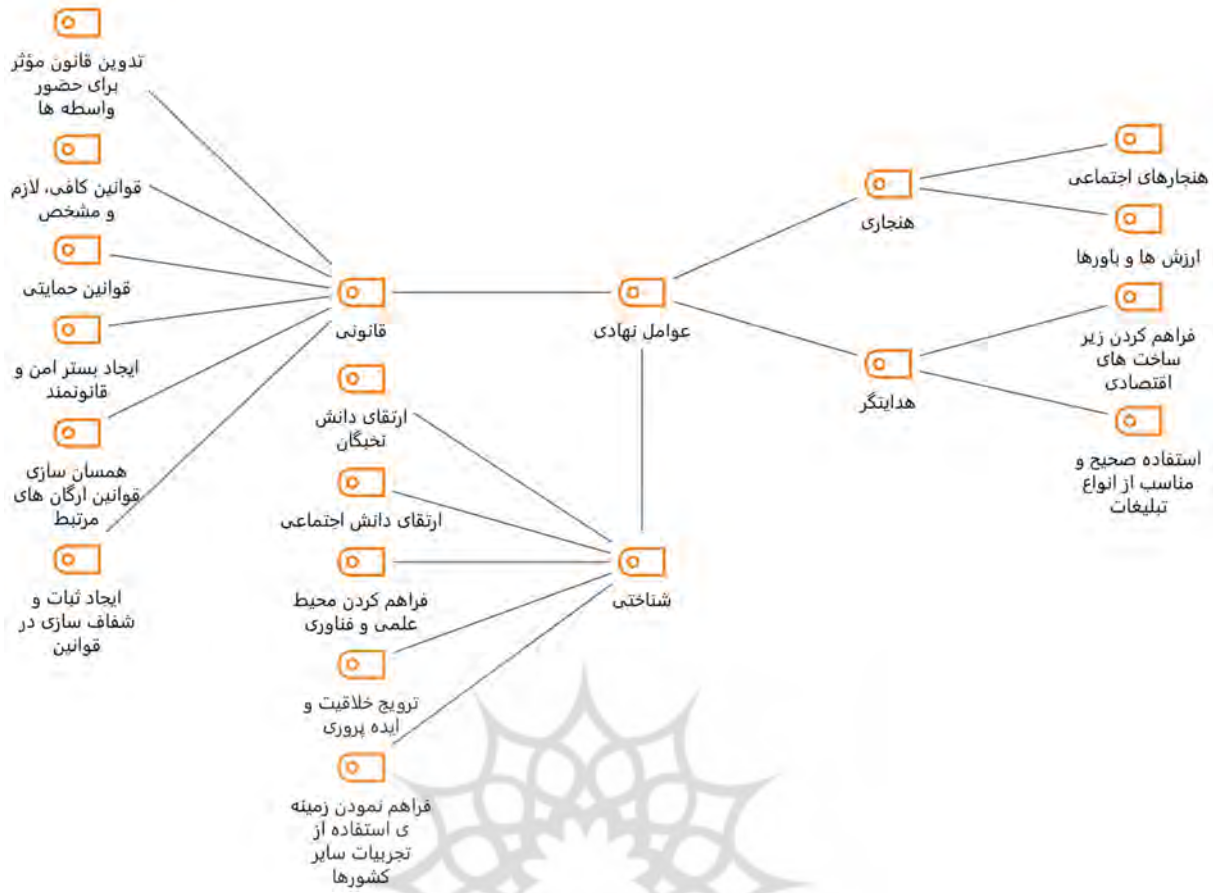 تدوین قانون مؤثر
برای حضور
واسطه ها
قوانین کافی، لازم
و مشخص
قوانین حمایتی
ایجاد بستر امن و
قانونمند
همسان سازی
قوانین ارگان های
مرتبط
ایجاد ثبات و
شفاف سازی در
قوانین
قانونی
ارتقای دانش
نخبگان
ارتقای دانش اجتماعی
فراهم کردن محیط
علمی و فناوری
ترویج خلاقیت و
ایده پروری
فراهم نمودن زمینه
ی استفاده از
تجربیات سایر
کشورها
عوامل نهادی
شناختی
هنجاری
هدایتگر
هنجارهای اجتماعی
ارزش ها و باورها
فراهم کردن زیر
ساخت های
اقتصادی
استفاده صحیح و
مناسب از انواع
تبلیغات